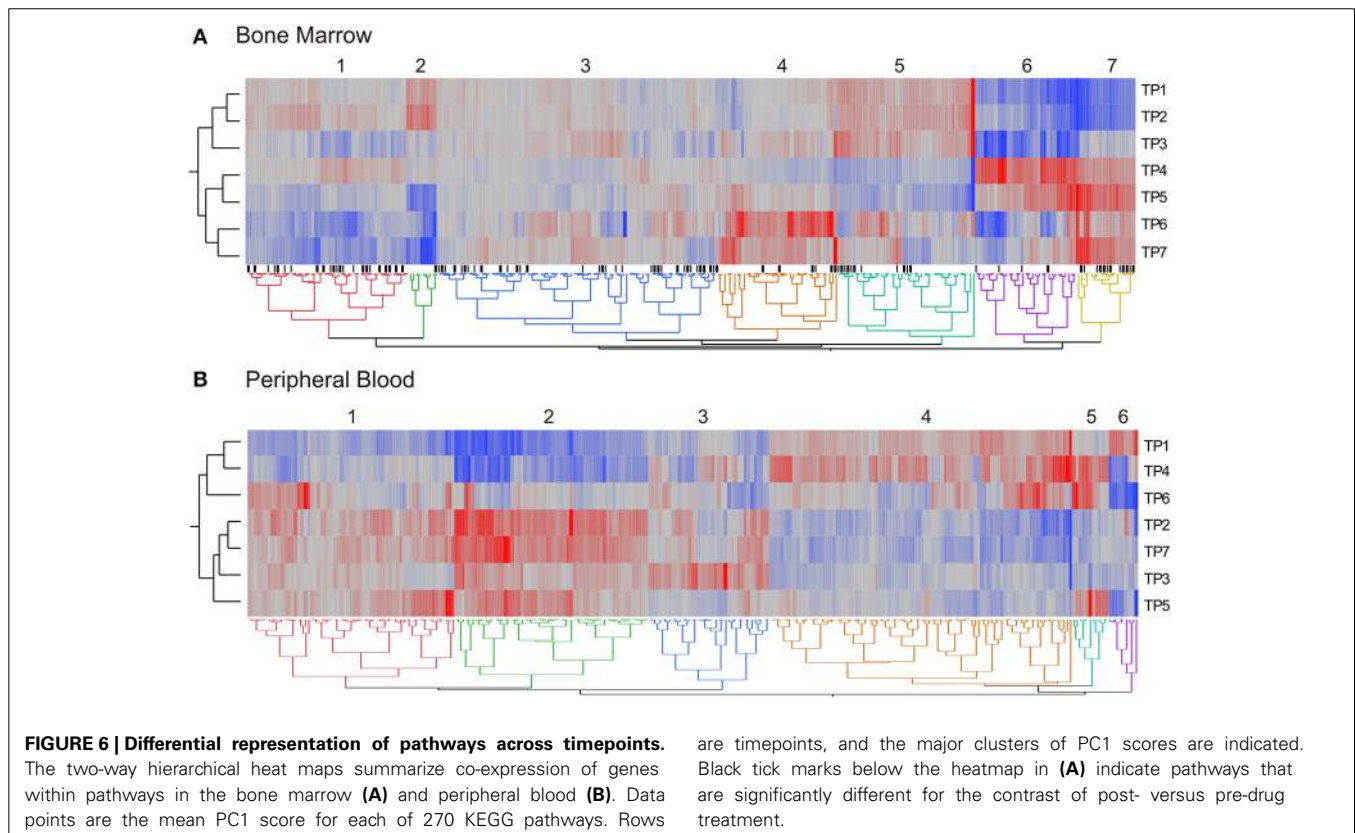 A Bone Marrow
1 2 3 4 5 6 7
TP1
TP2
TP3
TP4
TP5
TP6
TP7
B Peripheral Blood
1 2 3 4 5 6
TP1
TP4
TP6
TP2
TP7
TP3
TP5
FIGURE 6 | Differential representation of pathways across timepoints.
The two-way hierarchical heat maps summarize co-expression of genes
within pathways in the bone marrow (A) and peripheral blood (B). Data
points are the mean PC1 score for each of 270 KEGG pathways. Rows
are timepoints, and the major clusters of PC1 scores are indicated.
Black tick marks below the heatmap in (A) indicate pathways that
are significantly different for the contrast of post- versus pre-drug
treatment.